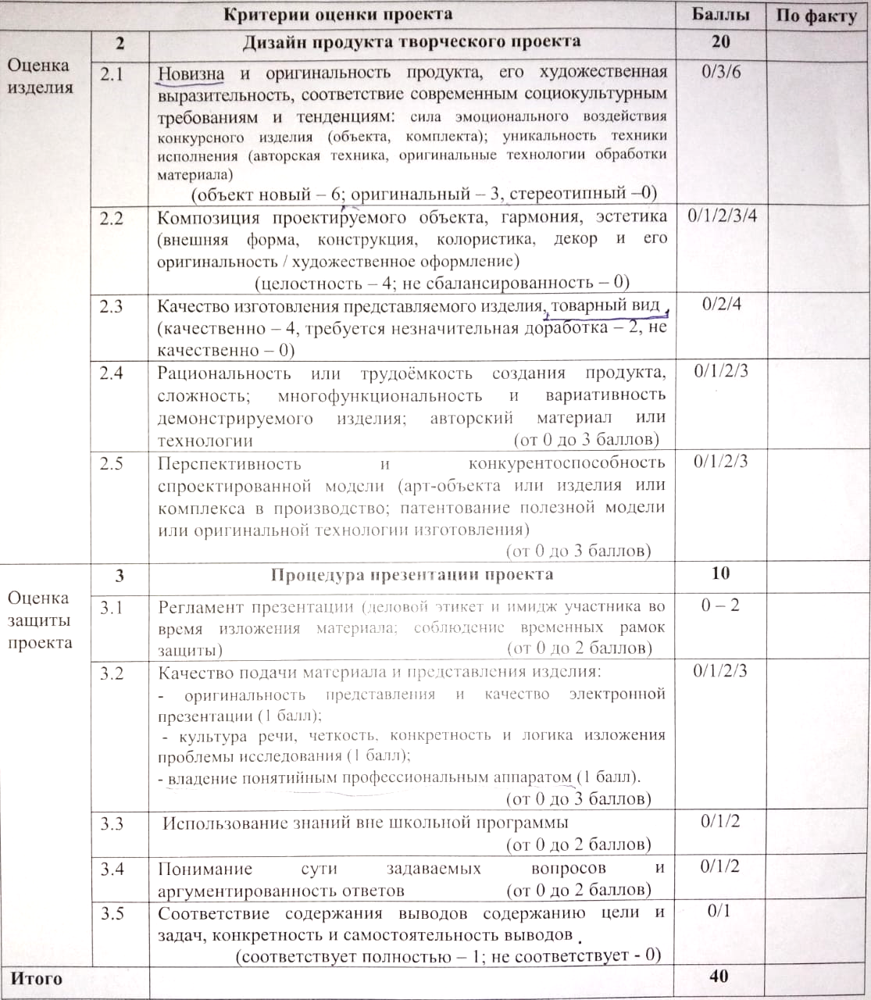 Критерии оценки проекта Баллы По факту
Оценка изделия 2 Дизайн продукта творческого проекта 20
2.1 Новизна и оригинальность продукта, его художественная 0/3/6
выразительность, соответствие современным социокультурным
требованиям и тенденциям: сила эмоционального воздействия
конкурсного изделия (объекта, комплекта); уникальность техники
исполнения (авторская техника, оригинальные технологии обработки
материала)
(объект новый – 6; оригинальный – 3, стереотипный –0)
2.2 Композиция проектируемого объекта, гармония, эстетика 0/1/2/3/4
(внешняя форма, конструкция, колористика, декор и его
оригинальность / художественное оформление)
(целостность – 4; не сбалансированность – 0)
2.3 Качество изготовления представляемого изделия, товарный вид 0/2/4
(качественно – 4, требуется незначительная доработка – 2, не
качественно – 0)
2.4 Рациональность или трудоёмкость создания продукта, 0/1/2/3
сложность; многофункциональность и вариативность
демонстрируемого изделия; авторский материал или
технологии (от 0 до 3 баллов)
2.5 Перспективность и конкурентоспособность 0/1/2/3
спроектированной модели (арт-объекта или изделия или
комплекса в производство; патентование полезной модели
или оригинальной технологии изготовления)
(от 0 до 3 баллов)
Оценка защиты проекта 3 Процедура презентации проекта 10
3.1 Регламент презентации (деловой этикет и имидж участника во 0 – 2
время изложения материала; соблюдение временных рамок
защиты) (от 0 до 2 баллов)
3.2 Качество подачи материала и представления изделия: 0/1/2/3
- оригинальность представления и качество электронной
презентации (1 балл);
- культура речи, четкость, конкретность и логика изложения
проблемы исследования (1 балл);
- владение понятийным профессиональным аппаратом (1 балл).
(от 0 до 3 баллов)
3.3 Использование знаний вне школьной программы 0/1/2
(от 0 до 2 баллов)
3.4 Понимание сути задаваемых вопросов и 0/1/2
аргументированность ответов (от 0 до 2 баллов)
3.5 Соответствие содержания выводов содержанию цели и 0/1
задач, конкретность и самостоятельность выводов.
(соответствует полностью – 1; не соответствует - 0)
Итого 40